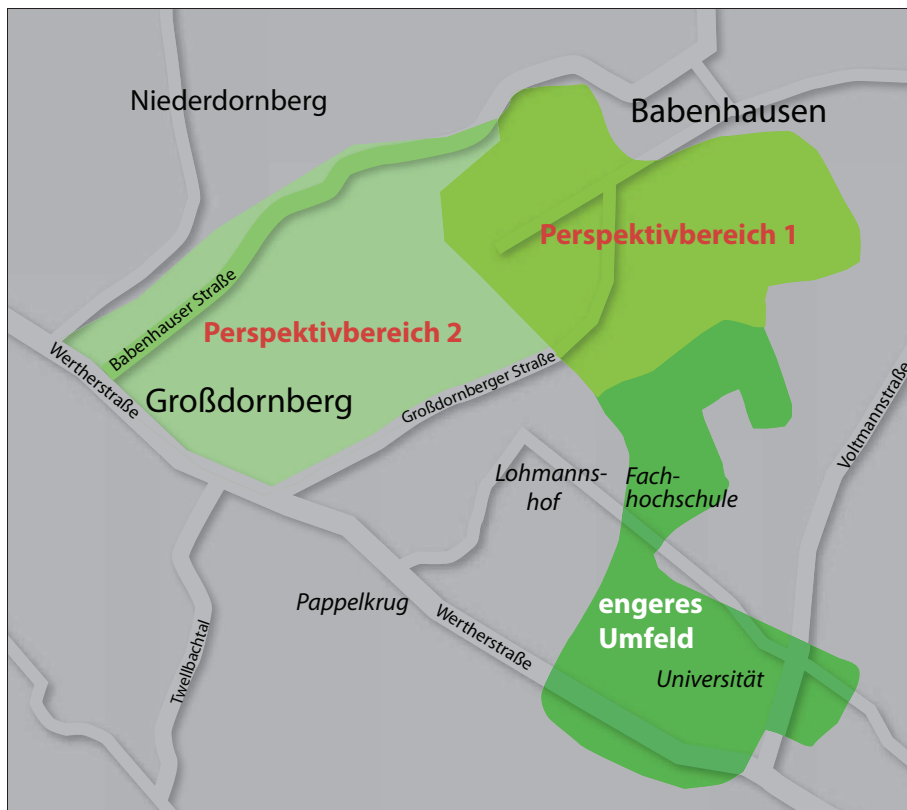 Niederdornberg
Babenhausen
Perspektivbereich 1
Babenhauser Straße
Perspektivbereich 2
Wertherstraße
Großdornberg
Großdornberger Straße
Voltmannstraße
Lohmanns-
hof
Fach-
hochschule
Pappelkrug
Wertherstraße
engeres
Umfeld
Twellbachtal
Universität